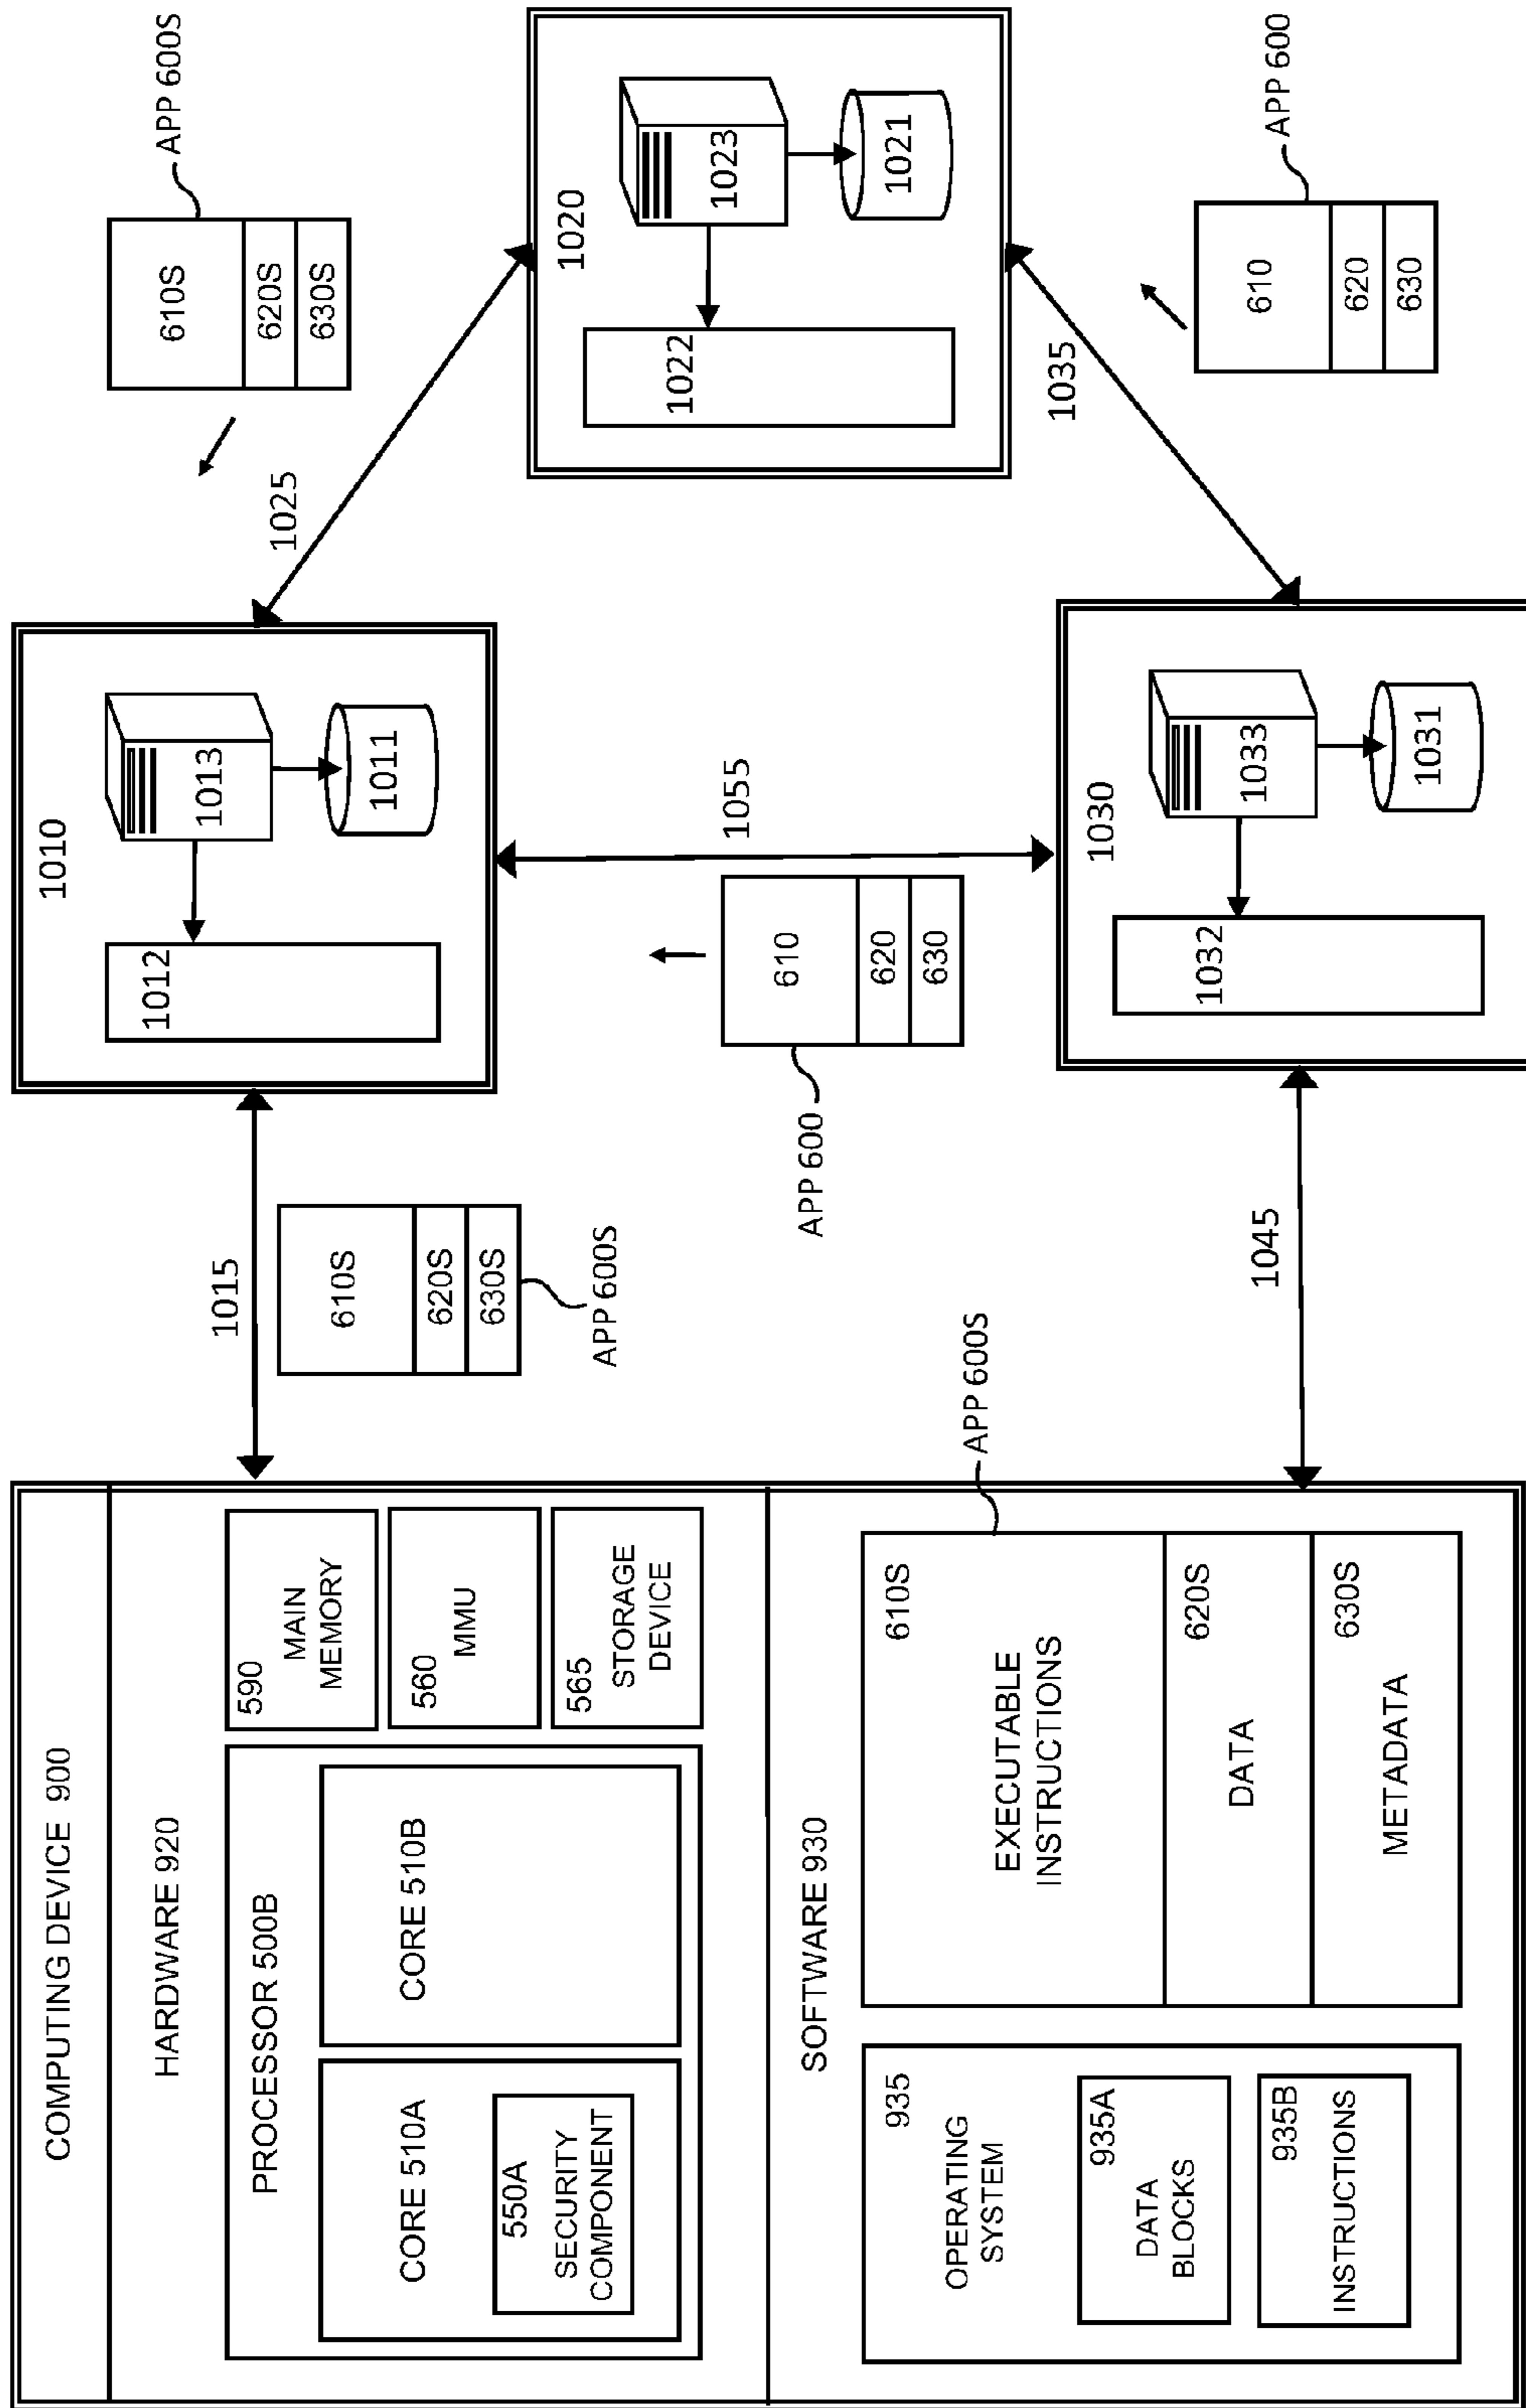 COMPUTING DEVICE 900
HARDWARE 920
PROCESSOR 500B
CORE 510A
550A
SECURITY
COMPONENT
CORE 510B
590
MAIN
MEMORY
560
MMU
565
STORAGE
DEVICE
SOFTWARE 930
935
OPERATING
SYSTEM
935A
DATA
BLOCKS
935B
INSTRUCTIONS
610S
EXECUTABLE
INSTRUCTIONS
620S
DATA
630S
METADATA
APP 600S
1015
610S
620S
630S
APP 600S
1045
1010
1012
1013
1011
1055
610
620
630
APP 600
1030
1032
1033
1031
1025
610S
620S
630S
APP 600S
1020
1022
1023
1021
1035
610
620
630
APP 600